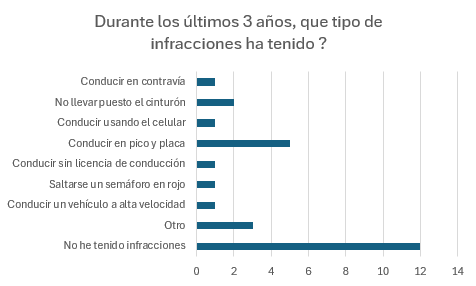 Durante los últimos 3 años, que tipo de
infracciones ha tenido ?
Conducir en contravía
No llevar puesto el cinturón
Conducir usando el celular
Conducir en pico y placa
Conducir sin licencia de conducción
Saltarse un semáforo en rojo
Conducir un vehículo a alta velocidad
Otro
No he tenido infracciones
0 2 4 6 8 10 12 14